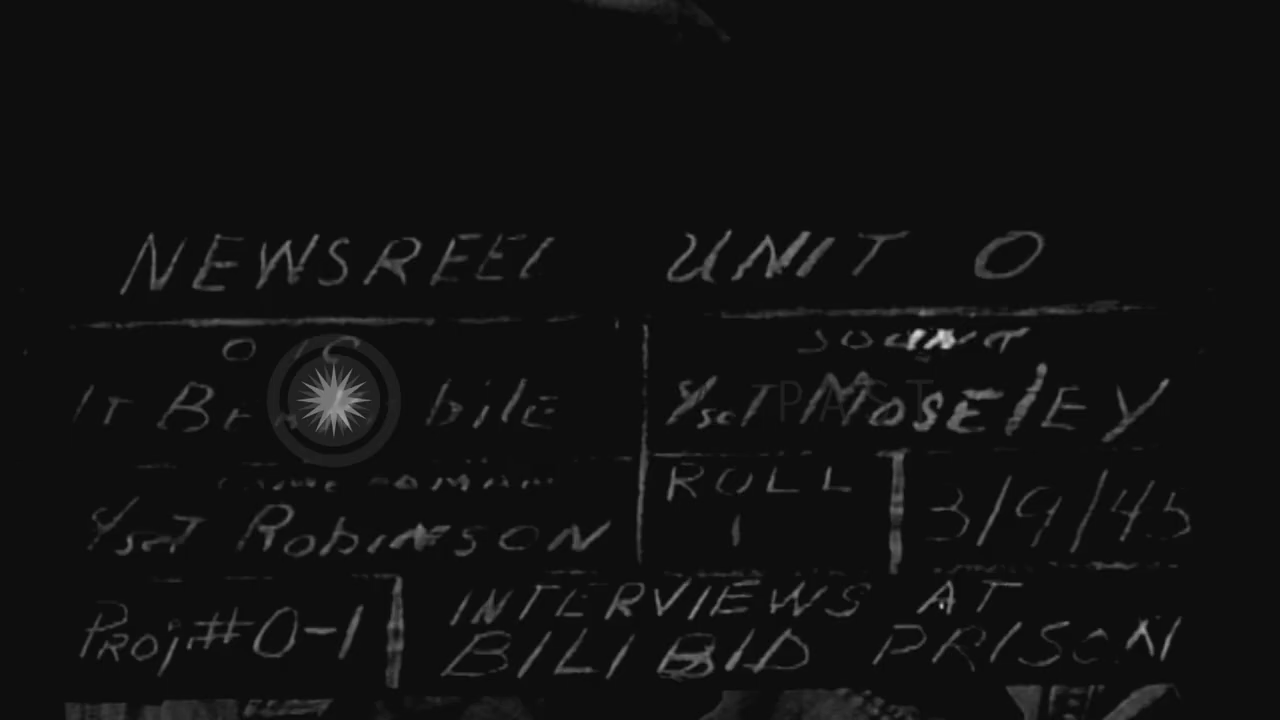 NEWSREEL UNIT O
O I C
SOUND
Lt bile
PAST
Y/SGT MOSELEY
ROLL
Y/SGT ROBINSON
1
3/9/45
PROJ# O-1
INTERVIEWS AT
BILIBID PRISON